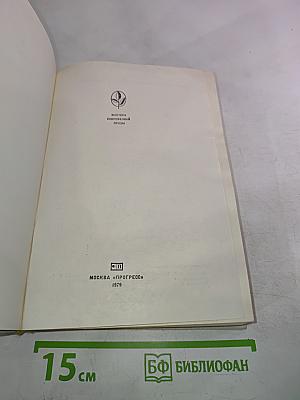 МАСТЕРА
СОВРЕМЕННОЙ
ПРОЗЫ
МОСКВА «ПРОГРЕСС»
1979
15 см
БФ БИБЛИОФАН